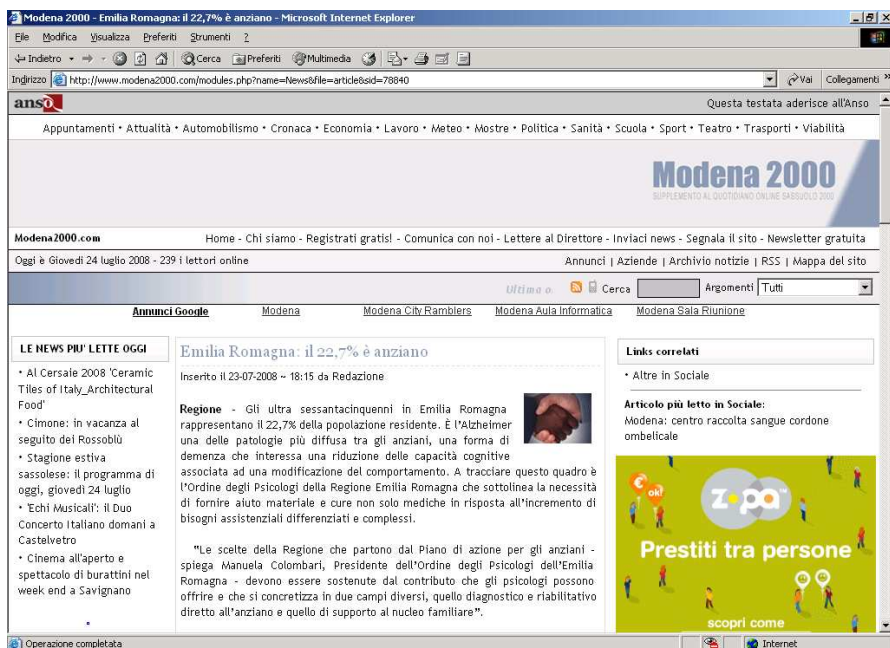 Modena 2000 - Emilia Romagna: il 22,7% è anziano - Microsoft Internet Explorer
File Modifica Visualizza Preferiti Strumenti ?
Indietro Cerca Preferiti Multimedia
Indirizzo http://www.modena2000.com/modules.php?name=News&file=article&sid=78840 Vai Collegamenti »
anso Questa testata aderisce all'Anso
Appuntamenti • Attualità • Automobilismo • Cronaca • Economia • Lavoro • Meteo • Mostre • Politica • Sanità • Scuola • Sport • Teatro • Trasporti • Viabilità
Modena 2000
SUPPLEMENTO AL QUOTIDIANO ONLINE SASSUOLO 2000
Modena2000.com Home - Chi siamo - Registrati gratis! - Comunica con noi - Lettere al Direttore - Inviaci news - Segnala il sito - Newsletter gratuita
Oggi è Giovedì 24 luglio 2008 - 239 i lettori online Annunci | Aziende | Archivio notizie | RSS | Mappa del sito
Cerca Argomenti Tutti
Annunci Google Modena Modena City Ramblers Modena Aula Informatica Modena Sala Riunione
LE NEWS PIU' LETTE OGGI
• Al Cersaie 2008 'Ceramic
Tiles of Italy_Architectural
Food'
• Cimone: in vacanza al
seguito dei Rossoblù
• Stagione estiva
sassolese: il programma di
oggi, giovedì 24 luglio
• 'Echi Musicali': il Duo
Concerto Italiano domani a
Castelvetro
• Cinema all'aperto e
spettacolo di burattini nel
week end a Savignano
Emilia Romagna: il 22,7% è anziano
Inserito il 23-07-2008 ~ 18:15 da Redazione
Regione - Gli ultra sessantacinquenni in Emilia Romagna
rappresentano il 22,7% della popolazione residente. È l'Alzheimer
una delle patologie più diffusa tra gli anziani, una forma di
demenza che interessa una riduzione delle capacità cognitive
associata ad una modificazione del comportamento. A tracciare questo quadro è
l'Ordine degli Psicologi della Regione Emilia Romagna che sottolinea la necessità
di fornire aiuto materiale e cure non solo mediche in risposta all'incremento di
bisogni assistenziali differenziati e complessi.
"Le scelte della Regione che partono dal Piano di azione per gli anziani -
spiega Manuela Colombari, Presidente dell'Ordine degli Psicologi dell'Emilia
Romagna - devono essere sostenute dal contributo che gli psicologi possono
offrire e che si concretizza in due campi diversi, quello diagnostico e riabilitativo
diretto all'anziano e quello di supporto al nucleo familiare".
Links correlati
• Altre in Sociale
Articolo più letto in Sociale:
Modena: centro raccolta sangue cordone
ombelicale
ok!
zopa
Prestiti tra persone
scopri come
Operazione completata Internet